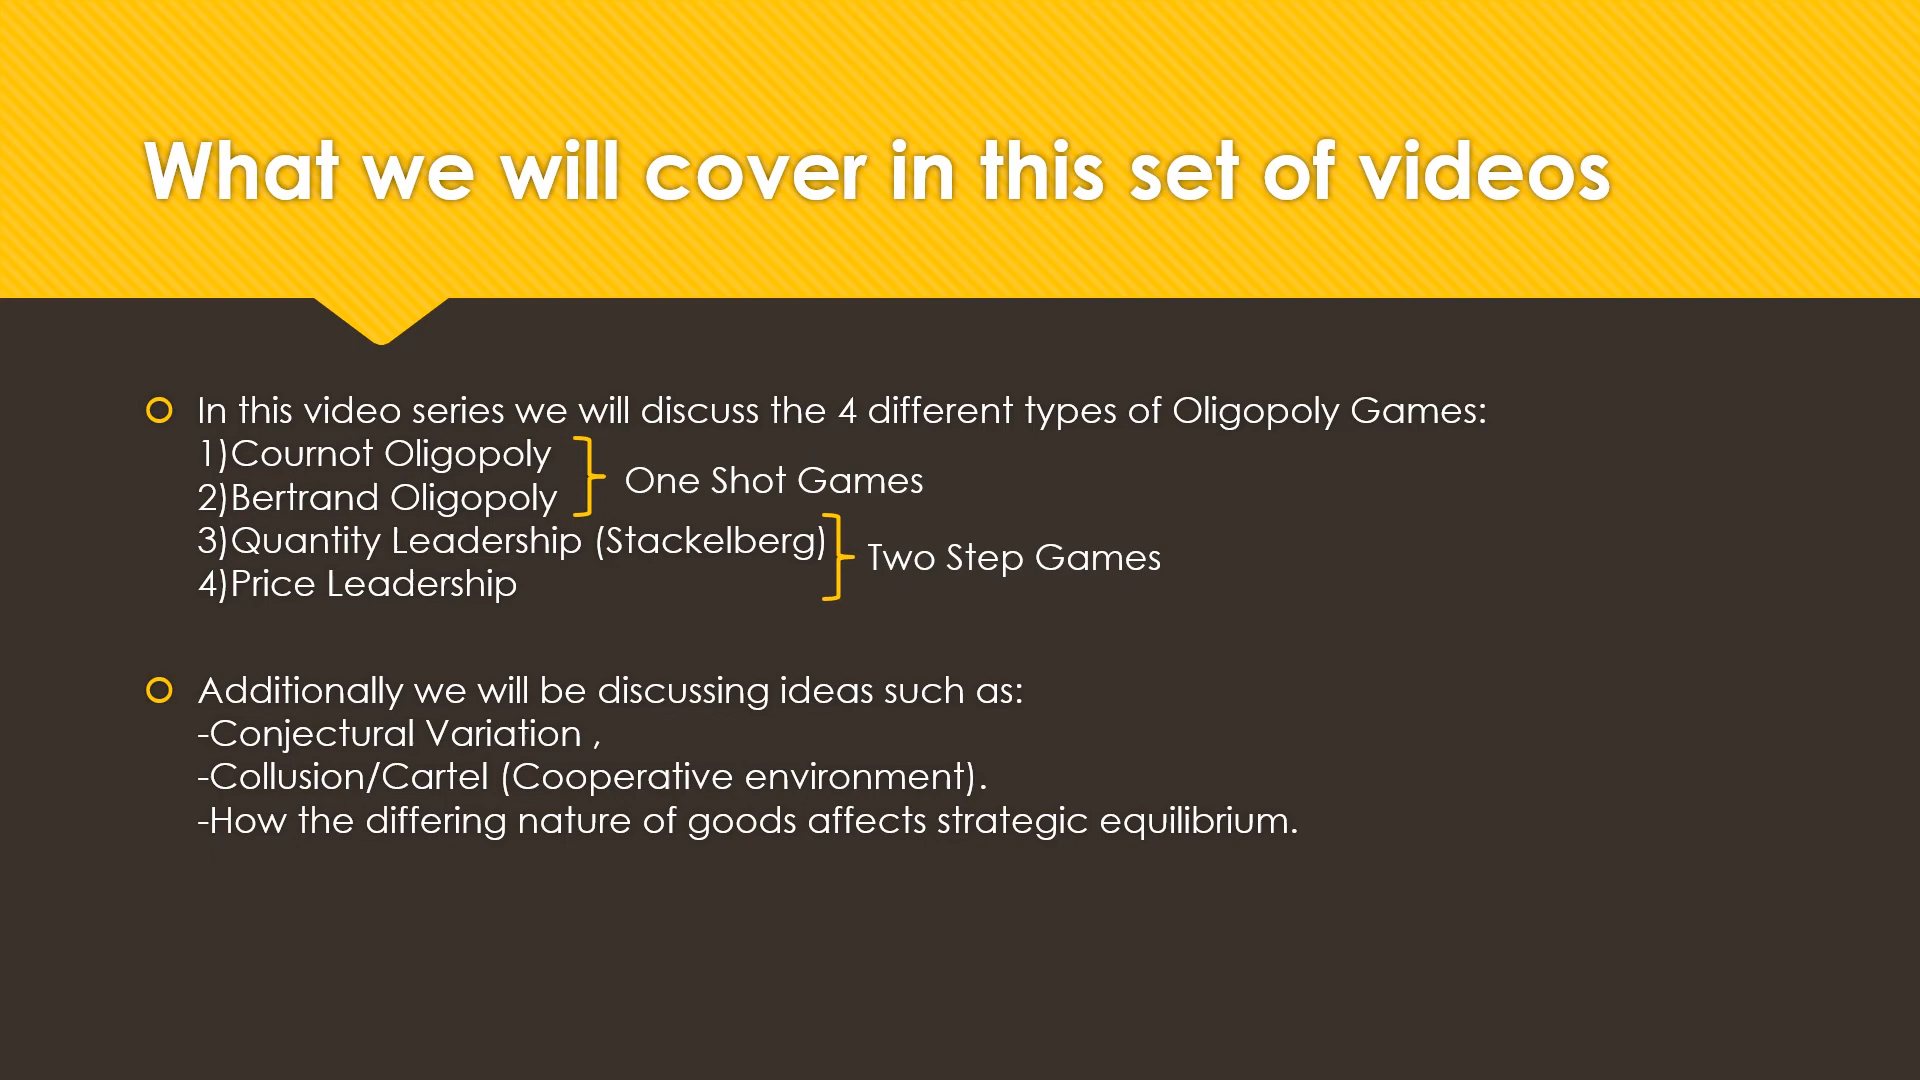 What we will cover in this set of videos
In this video series we will discuss the 4 different types of Oligopoly Games:
1)Cournot Oligopoly
2)Bertrand Oligopoly
One Shot Games
3)Quantity Leadership (Stackelberg)
4)Price Leadership
Two Step Games
Additionally we will be discussing ideas such as:
-Conjectural Variation ,
-Collusion/Cartel (Cooperative environment).
-How the differing nature of goods affects strategic equilibrium.